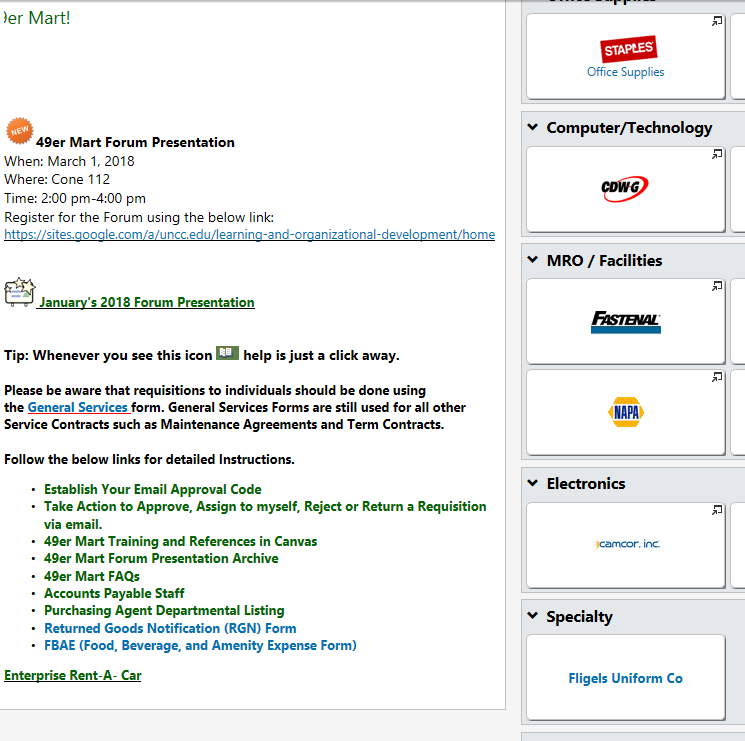 9er Mart!
NEW
49er Mart Forum Presentation
When: March 1, 2018
Where: Cone 112
Time: 2:00 pm-4:00 pm
Register for the Forum using the below link:
https://sites.google.com/a/uncc.edu/learning-and-organizational-development/home
January's 2018 Forum Presentation
Tip: Whenever you see this icon help is just a click away.
Please be aware that requisitions to individuals should be done using
the General Services form. General Services Forms are still used for all other
Service Contracts such as Maintenance Agreements and Term Contracts.
Follow the below links for detailed Instructions.
• Establish Your Email Approval Code
• Take Action to Approve, Assign to myself, Reject or Return a Requisition
via email.
• 49er Mart Training and References in Canvas
• 49er Mart Forum Presentation Archive
• 49er Mart FAQs
• Accounts Payable Staff
• Purchasing Agent Departmental Listing
• Returned Goods Notification (RGN) Form
• FBAE (Food, Beverage, and Amenity Expense Form)
Enterprise Rent-A- Car
Office Supplies
STAPLES
Office Supplies
Computer/Technology
CDW·G
MRO / Facilities
FASTENAL
NAPA
Electronics
camcor, inc.
Specialty
Fligels Uniform Co